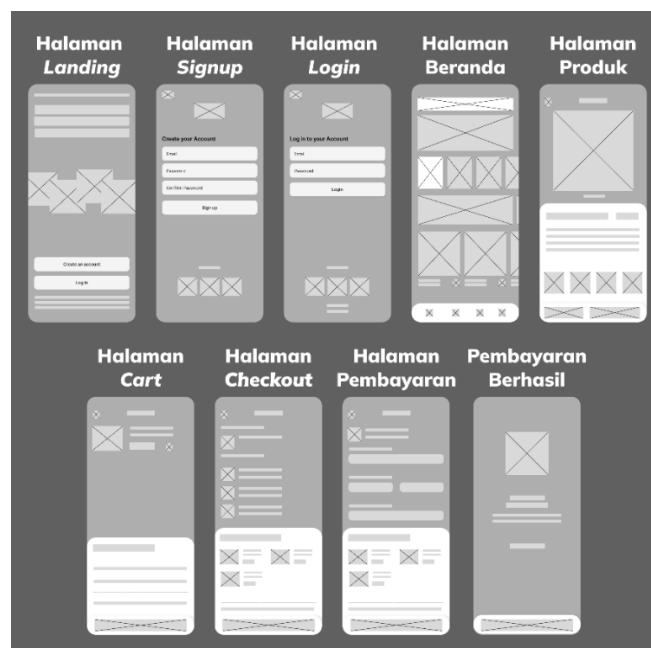 Halaman
Landing
Halaman
Signup
Halaman
Login
Halaman
Beranda
Halaman
Produk
Create your Account
Email
Password
Confirm Password
Sign up
Log in to your Account
Email
Password
Login
Create an account
Log in
Halaman
Cart
Halaman
Checkout
Halaman
Pembayaran
Pembayaran
Berhasil